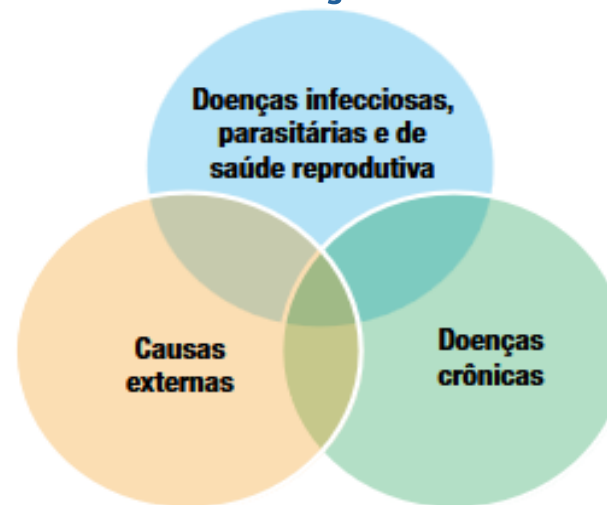 Doenças infecciosas,
parasitárias e de
saúde reprodutiva
Causas
externas
Doenças
crônicas